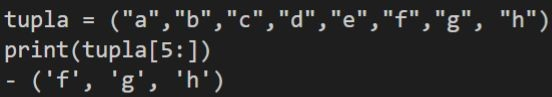 tupla = ("a","b","c","d","e","f","g", "h")
print(tupla[5:])
- ('f', 'g', 'h')